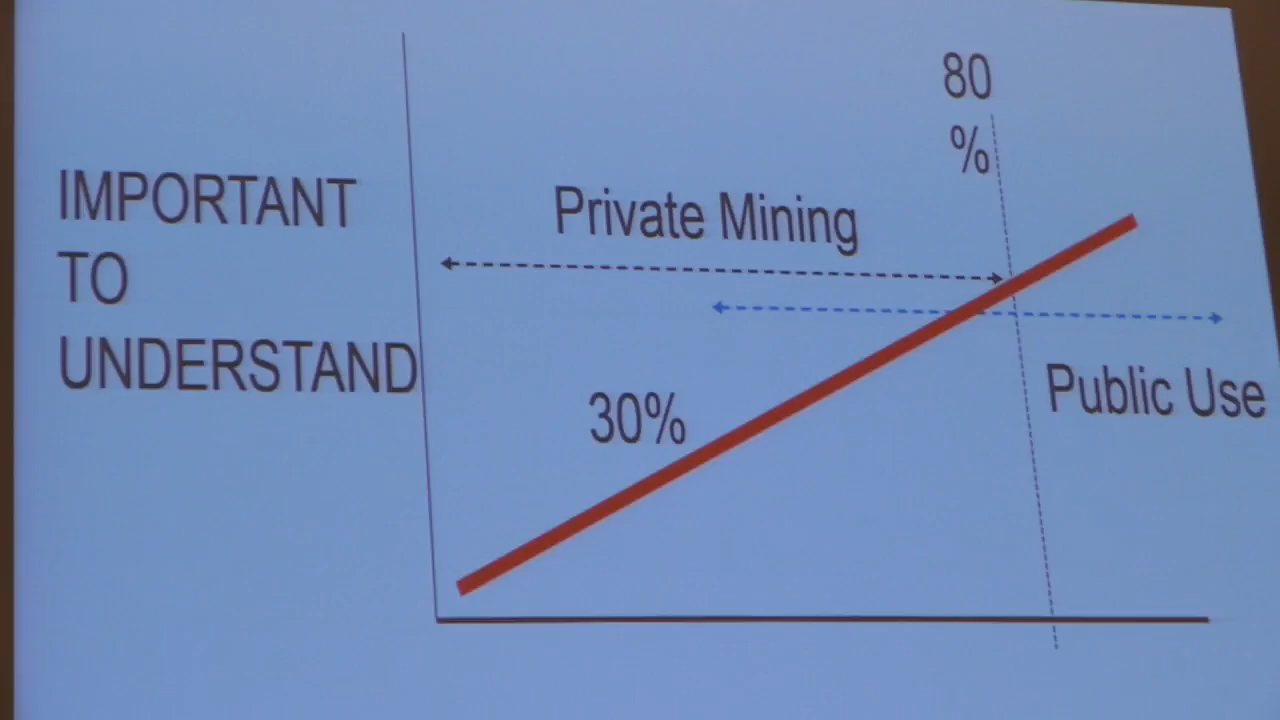 IMPORTANT
TO
UNDERSTAND
80
%
Private Mining
30%
Public Use